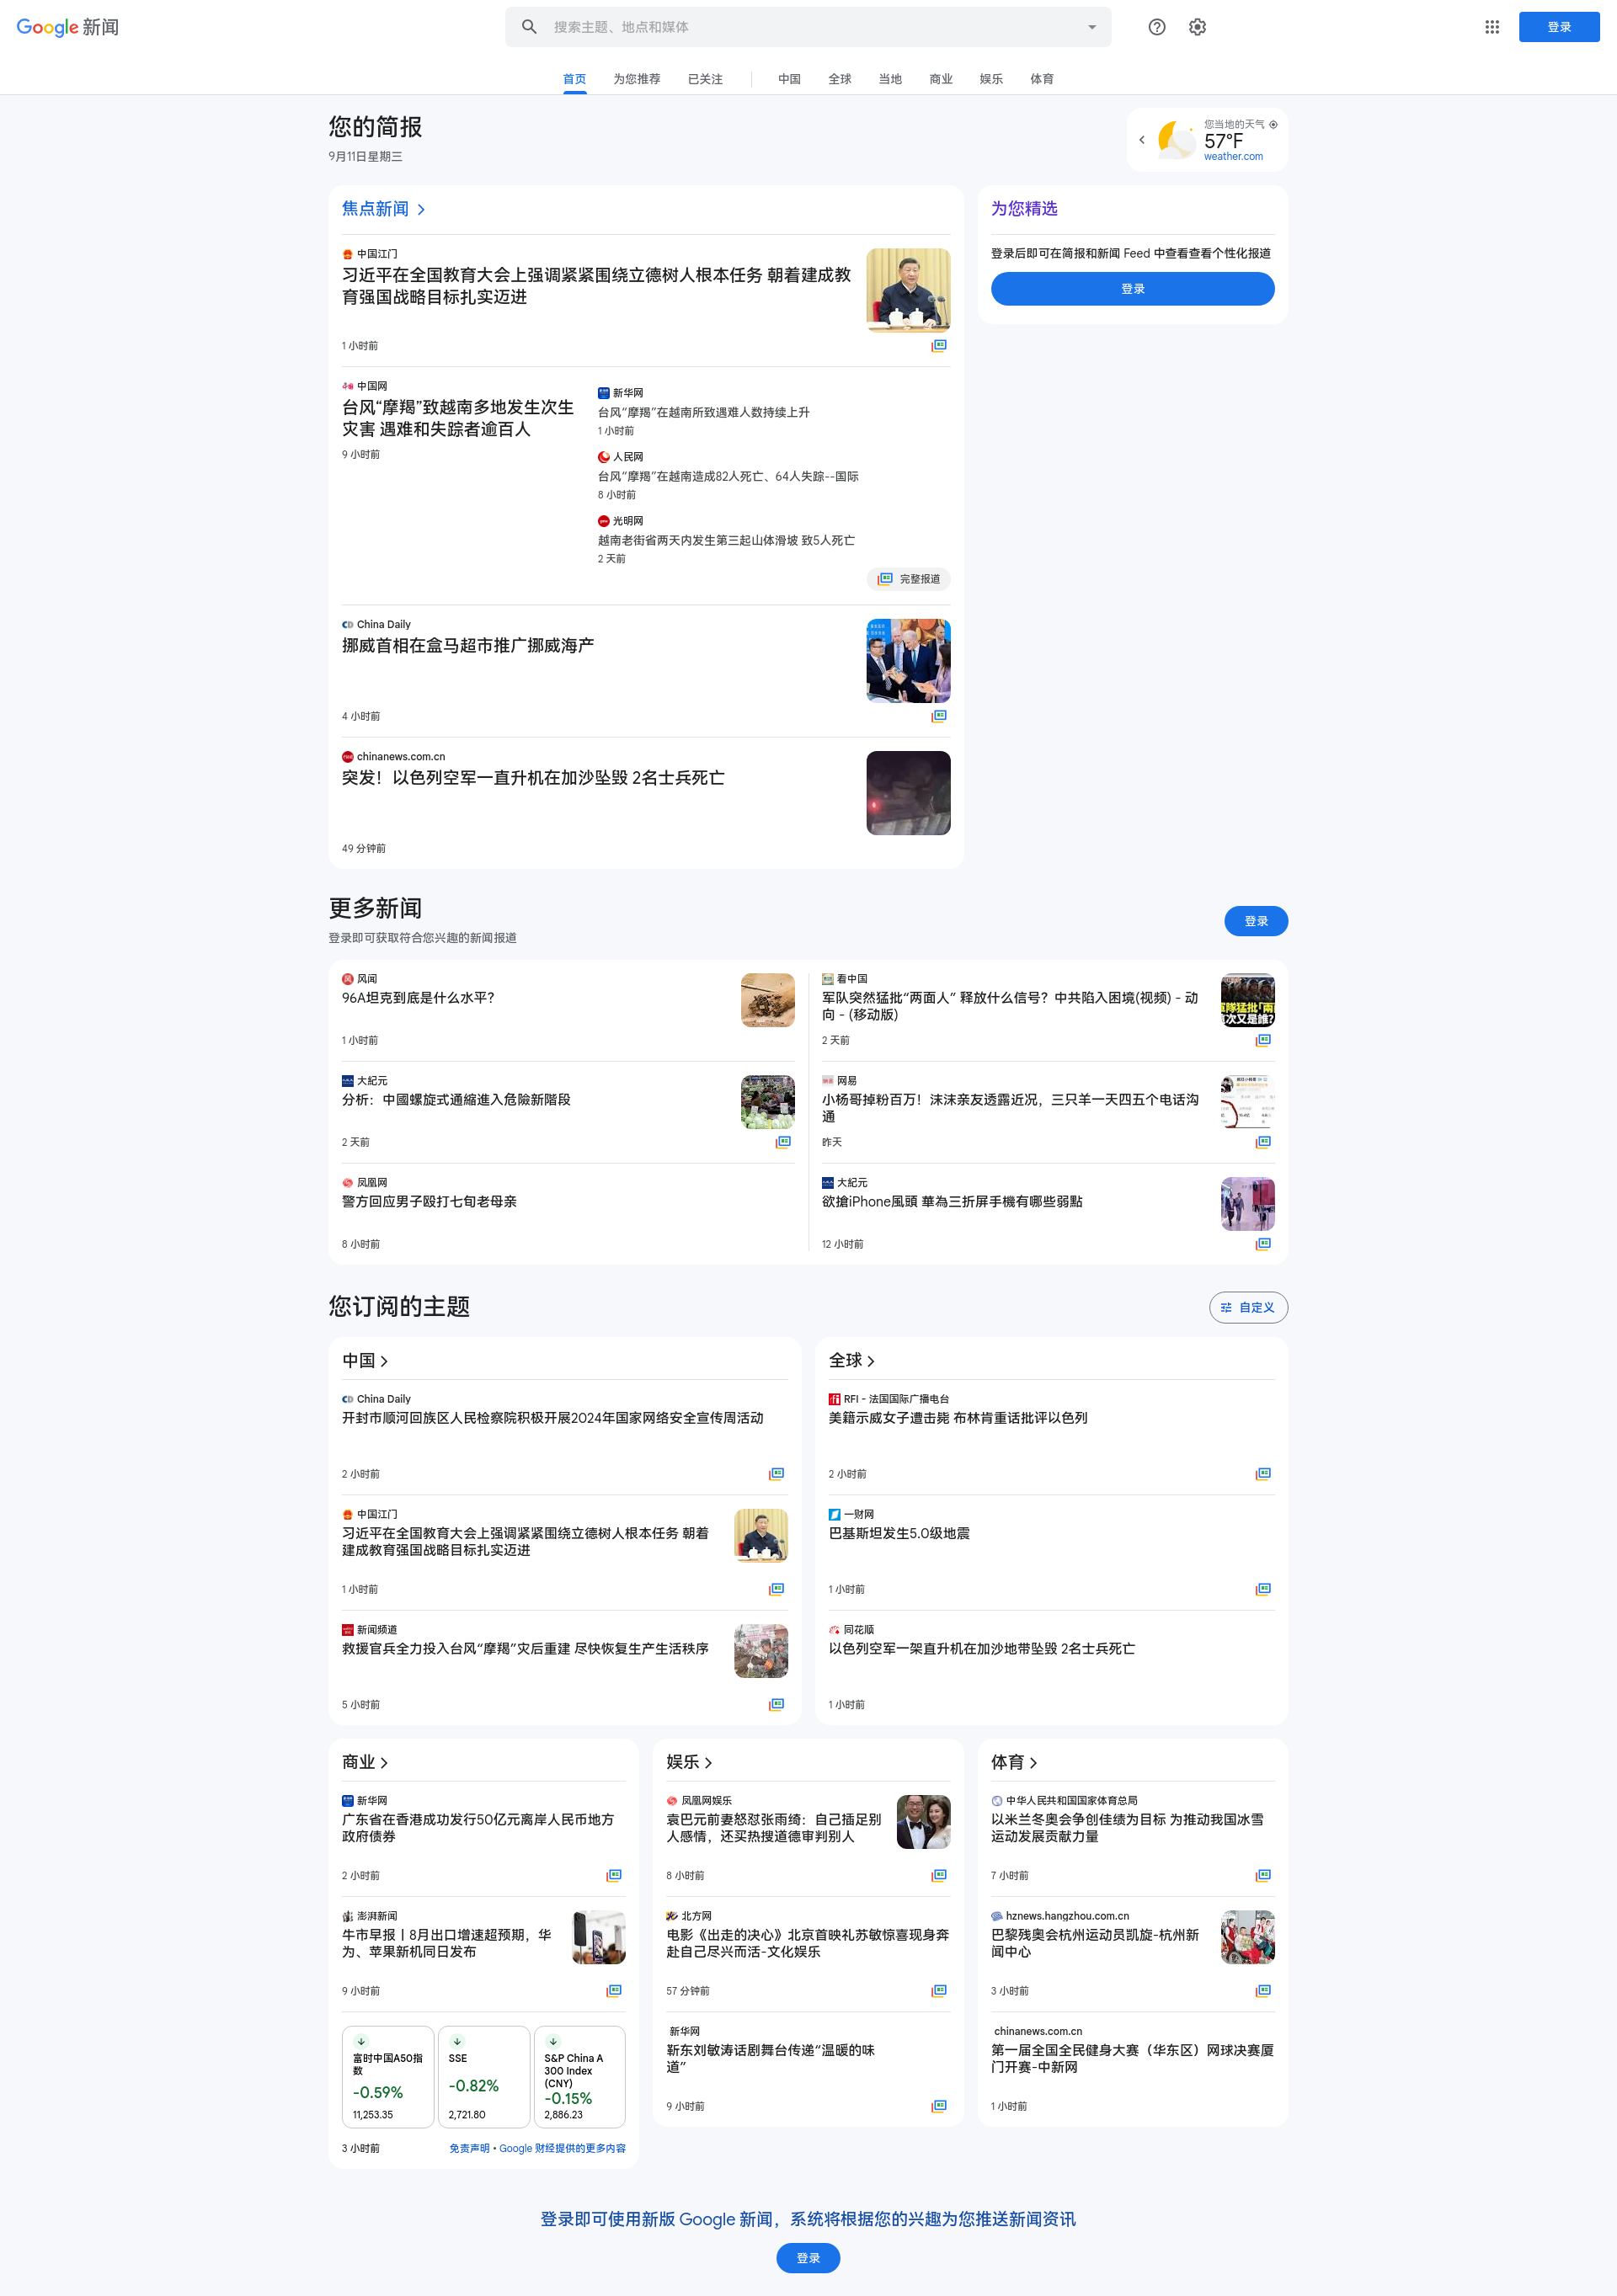 Google 新闻
搜索主题、地点和媒体
登录
首页
为您推荐
已关注
中国
全球
当地
商业
娱乐
体育
您的简报
9月11日星期三
您当地的天气
57°F
weather.com
焦点新闻
中国江门
习近平在全国教育大会上强调紧紧围绕立德树人根本任务 朝着建成教
育强国战略目标扎实迈进
1 小时前
中国网
台风“摩羯”致越南多地发生次生
灾害 遇难和失踪者逾百人
9 小时前
新华网
台风“摩羯”在越南所致遇难人数持续上升
1 小时前
人民网
台风“摩羯”在越南造成82人死亡、64人失踪--国际
8 小时前
光明网
越南老街省两天内发生第三起山体滑坡 致5人死亡
2 天前
完整报道
China Daily
挪威首相在盒马超市推广挪威海产
4 小时前
chinanews.com.cn
突发！以色列空军一直升机在加沙坠毁 2名士兵死亡
49 分钟前
为您精选
登录后即可在简报和新闻 Feed 中查看查看个性化报道
登录
更多新闻
登录即可获取符合您兴趣的新闻报道
登录
风闻
96A坦克到底是什么水平？
1 小时前
大紀元
分析：中國螺旋式通縮進入危險新階段
2 天前
凤凰网
警方回应男子殴打七旬老母亲
8 小时前
看中国
军队突然猛批“两面人” 释放什么信号？中共陷入困境(视频) - 动
向 - (移动版)
2 天前
网易
小杨哥掉粉百万！沫沫亲友透露近况，三只羊一天四五个电话沟
通
昨天
大紀元
欲搶iPhone風頭 華為三折屏手機有哪些弱點
12 小时前
您订阅的主题
自定义
中国
China Daily
开封市顺河回族区人民检察院积极开展2024年国家网络安全宣传周活动
2 小时前
中国江门
习近平在全国教育大会上强调紧紧围绕立德树人根本任务 朝着
建成教育强国战略目标扎实迈进
1 小时前
新闻频道
救援官兵全力投入台风“摩羯”灾后重建 尽快恢复生产生活秩序
5 小时前
全球
RFI - 法国国际广播电台
美籍示威女子遭击毙 布林肯重话批评以色列
2 小时前
一财网
巴基斯坦发生5.0级地震
1 小时前
同花顺
以色列空军一架直升机在加沙地带坠毁 2名士兵死亡
1 小时前
商业
新华网
广东省在香港成功发行50亿元离岸人民币地方
政府债券
2 小时前
澎湃新闻
牛市早报丨8月出口增速超预期，华
为、苹果新机同日发布
9 小时前
富时中国A50指
数
-0.59%
11,253.35
SSE
-0.82%
2,721.80
S&P China A
300 Index
(CNY)
-0.15%
2,886.23
3 小时前
免责声明 • Google 财经提供的更多内容
娱乐
凤凰网娱乐
袁巴元前妻怒怼张雨绮：自己插足别
人感情，还买热搜道德审判别人
8 小时前
北方网
电影《出走的决心》北京首映礼苏敏惊喜现身奔
赴自己尽兴而活-文化娱乐
57 分钟前
新华网
靳东刘敏涛话剧舞台传递“温暖的味
道”
9 小时前
体育
中华人民共和国国家体育总局
以米兰冬奥会争创佳绩为目标 为推动我国冰雪
运动发展贡献力量
7 小时前
hznews.hangzhou.com.cn
巴黎残奥会杭州运动员凯旋-杭州新
闻中心
3 小时前
chinanews.com.cn
第一届全国全民健身大赛（华东区）网球决赛厦
门开赛-中新网
1 小时前
登录即可使用新版 Google 新闻，系统将根据您的兴趣为您推送新闻资讯
登录